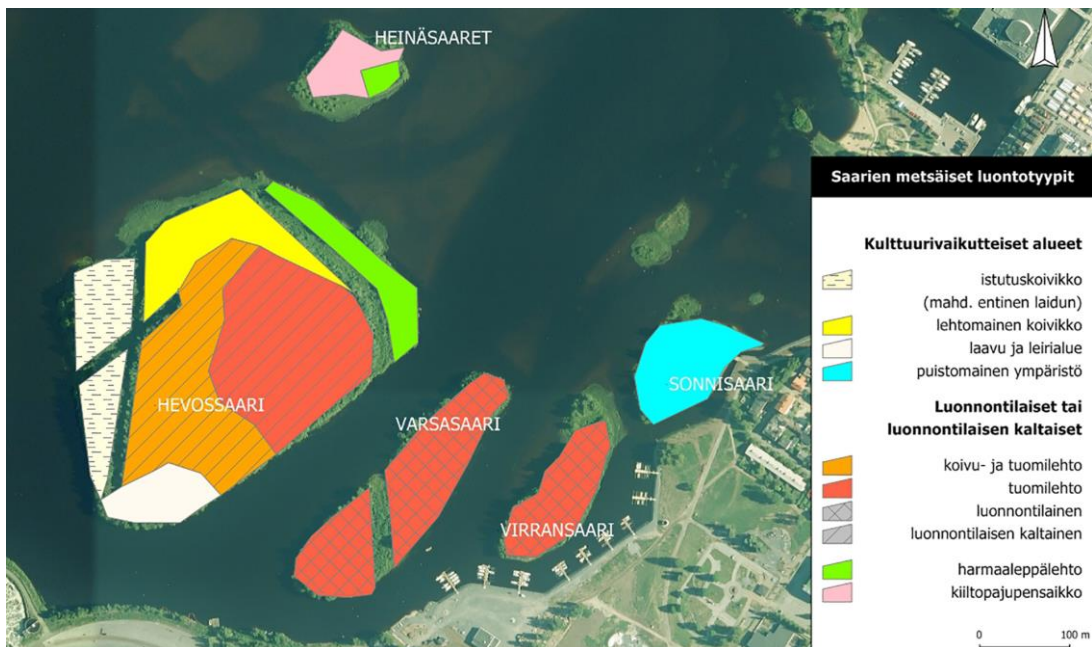 HEINÄSAARET
HEVOSSAARI
VARSASAARI
VIRRANSAARI
SONNISAARI
Saarien metsäiset luontotyypit
Kulttuurivaikutteiset alueet
istutuskoivikko
(mahd. entinen laidun)
lehtomainen koivikko
laavu ja leirialue
puistomainen ympäristö
Luonnontilaiset tai
luonnontilaisen kaltaiset
koivu- ja tuomilehto
tuomilehto
luonnontilainen
luonnontilaisen kaltainen
harmaaleppälehto
kiiltopajupensaikko
0 100 m